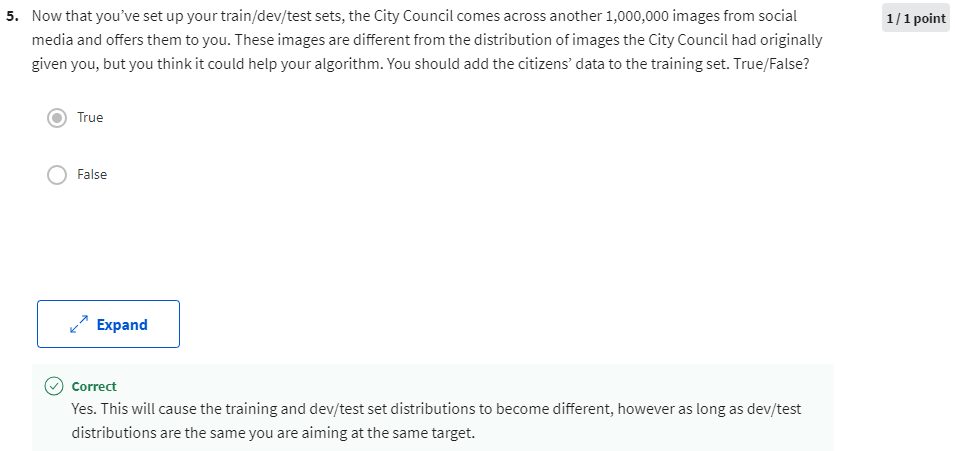 5. Now that you've set up your train/dev/test sets, the City Council comes across another 1,000,000 images from social
1 / 1 point
media and offers them to you. These images are different from the distribution of images the City Council had originally
given you, but you think it could help your algorithm. You should add the citizens' data to the training set. True/False?
True
False
Expand
Correct
Yes. This will cause the training and dev/test set distributions to become different, however as long as dev/test
distributions are the same you are aiming at the same target.